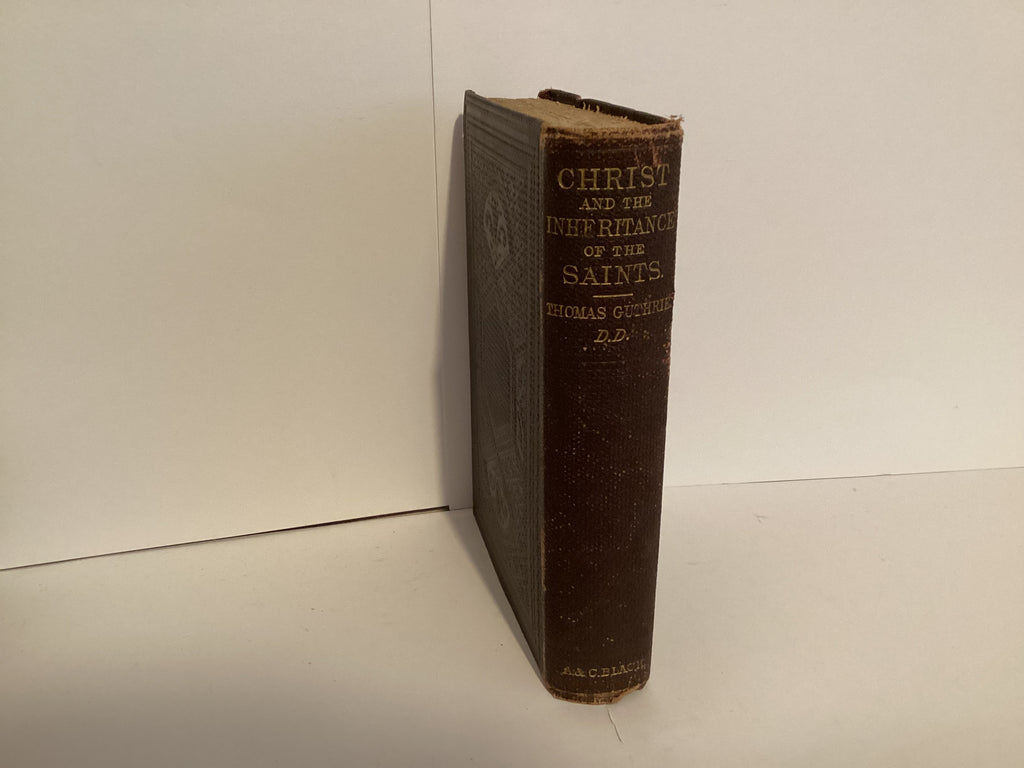 CHRIST
AND THE
INHERITANCE
OF THE
SAINTS.
THOMAS GUTHRIE
D.D.
A & C. BLACK.